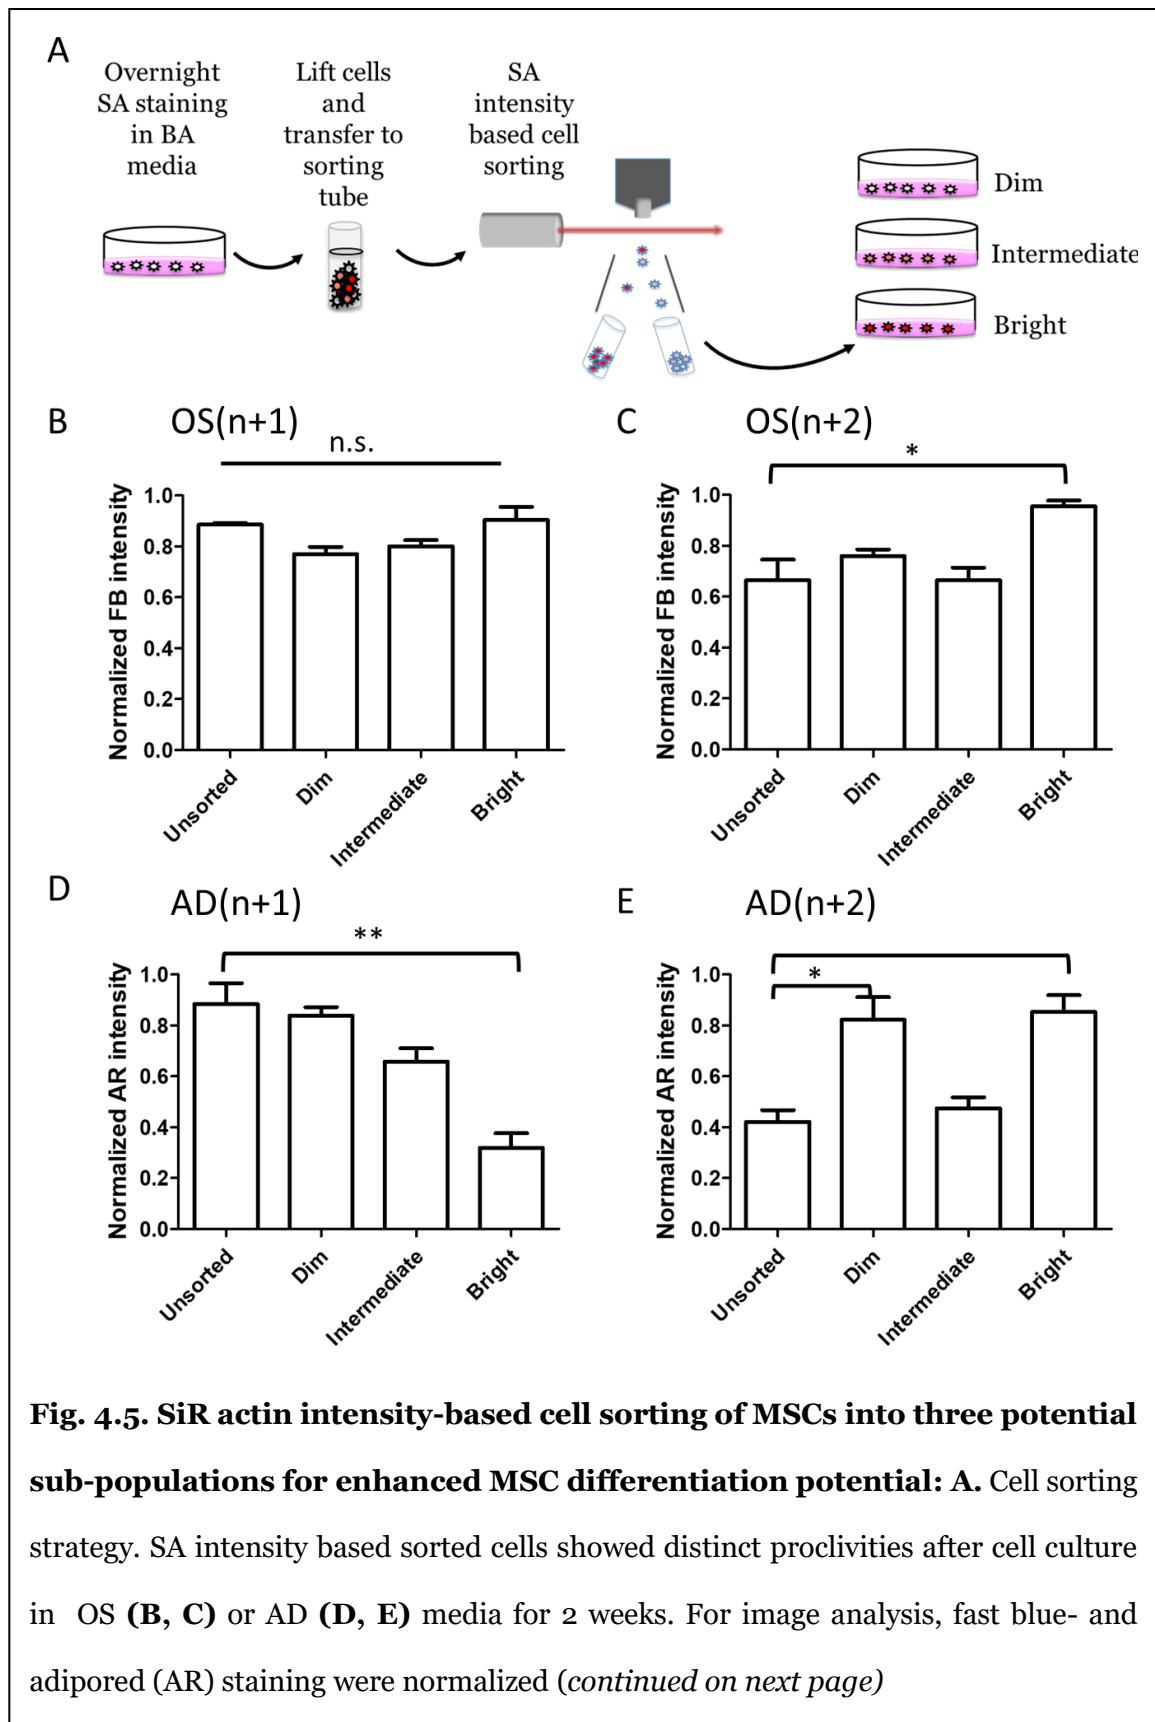 A
Overnight
SA staining
in BA
media
Lift cells
and
transfer to
sorting
tube
SA
intensity
based cell
sorting
Dim
Intermediate
Bright
B
OS(n+1)
n.s.
Normalized FB intensity
1.0
0.8
0.6
0.4
0.2
0.0
Unsorted
Dim
Intermediate
Bright
C
OS(n+2)
*
Normalized FB intensity
1.0
0.8
0.6
0.4
0.2
0.0
Unsorted
Dim
Intermediate
Bright
D
AD(n+1)
**
Normalized AR intensity
1.0
0.8
0.6
0.4
0.2
0.0
Unsorted
Dim
Intermediate
Bright
E
AD(n+2)
*
Normalized AR intensity
1.0
0.8
0.6
0.4
0.2
0.0
Unsorted
Dim
Intermediate
Bright
Fig. 4.5. SiR actin intensity-based cell sorting of MSCs into three potential
sub-populations for enhanced MSC differentiation potential: A. Cell sorting
strategy. SA intensity based sorted cells showed distinct proclivities after cell culture
in OS (B, C) or AD (D, E) media for 2 weeks. For image analysis, fast blue- and
adipored (AR) staining were normalized (continued on next page)